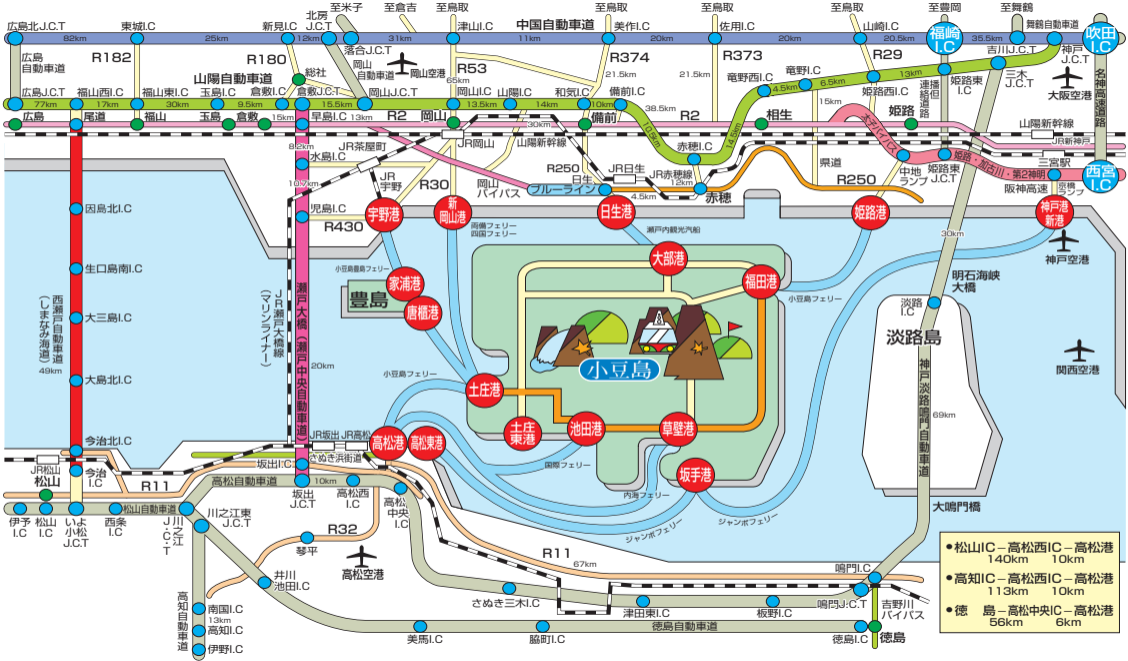 至米子
至倉吉
至鳥取
至鳥取
至鳥取
至鳥取
至豊岡
至舞鶴
広島北J.C.T
東城I.C
新見I.C
北房
J.C.T
津山I.C
中国自動車道
美作I.C
佐用I.C
山崎I.C
福崎
I.C
舞鶴自動車道
吹田
I.C
82km
25km
12km
31km
11km
20km
20km
20.5km
35.5km
吉川J.C.T
神戸
J.C.T
広島
自動車道
R182
R180
落合J.C.T
岡山
自動車道
岡山空港
R53
65km
R374
21.5km
R373
21.5km
R29
名神高速道路
山陽自動車道
総社
竜野西I.C
竜野I.C
4.5km
6.5km
13km
姫路東
I.C
三木
J.C.T
大阪空港
広島J.C.T
福山西I.C
福山東I.C
玉島I.C
倉敷I.C
倉敷J.C.T
岡山J.C.T
岡山I.C
山陽I.C
和気I.C
備前I.C
姫路西I.C
播但
連絡道路
77km
17km
30km
9.5km
15.5km
13.5km
14km
10km
38.5km
15km
広島
尾道
福山
玉島
倉敷
15km
早島I.C
13km
R2
岡山
30km
備前
R2
相生
姫路
太子バイパス
10.5km
14.5km
山陽新幹線
JR新神戸
8.2km
JR茶屋町
JR岡山
山陽新幹線
赤穂I.C
県道
中地
ランプ
姫路東
J.C.T
姫路・加古川・第2神明
三宮駅
阪神高速
京橋
ランプ
西宮
I.C
水島I.C
10.7km
JR
宇野
R30
岡山
バイパス
R250
日生
ブルーライン
JR日生
4.5km
JR赤穂線
12km
赤穂
R250
因島北I.C
児島I.C
R430
宇野港
新
岡山港
両備フェリー
四国フェリー
日生港
瀬戸内観光汽船
姫路港
30km
神戸港
新港
神戸空港
生口島南I.C
小豆島豊島フェリー
家浦港
豊島
唐櫃港
大部港
福田港
小豆島フェリー
明石海峡
大橋
淡路
I.C
淡路島
関西空港
西瀬戸自動車道
(しまなみ海道)
49km
大三島I.C
JR瀬戸大橋線
(マリンライナー)
瀬戸大橋(瀬戸中央自動車道)
20km
小豆島
大島北I.C
小豆島フェリー
土庄港
神戸淡路鳴門自動車道
69km
今治北I.C
JR坂出
JR高松
さぬき浜街道
高松港
高松東港
土庄
東港
池田港
草壁港
国際フェリー
坂手港
内海フェリー
ジャンボフェリー
ジャンボフェリー
大鳴門橋
JR松山
松山
今治
I.C
坂出I.C
R11
高松自動車道
坂出
J.C.T
10km
高松西
I.C
高松
中央
I.C
伊予
I.C
松山
I.C
いよ
小松
J.C.T
西条
I.C
松山自動車道
川之江
J・C・T
川之江東
J.C.T
R32
琴平
高松空港
R11
67km
鳴門I.C
井川
池田I.C
さぬき三木I.C
津田東I.C
板野I.C
鳴門J.C.T
吉野川
バイパス
高知自動車道
南国I.C
13km
高知I.C
伊野I.C
美馬I.C
脇町I.C
徳島自動車道
徳島I.C
徳島
●松山IC−高松西IC−高松港
140km 10km
●高知IC−高松西IC−高松港
113km 10km
●徳 島−高松中央IC−高松港
56km 6km